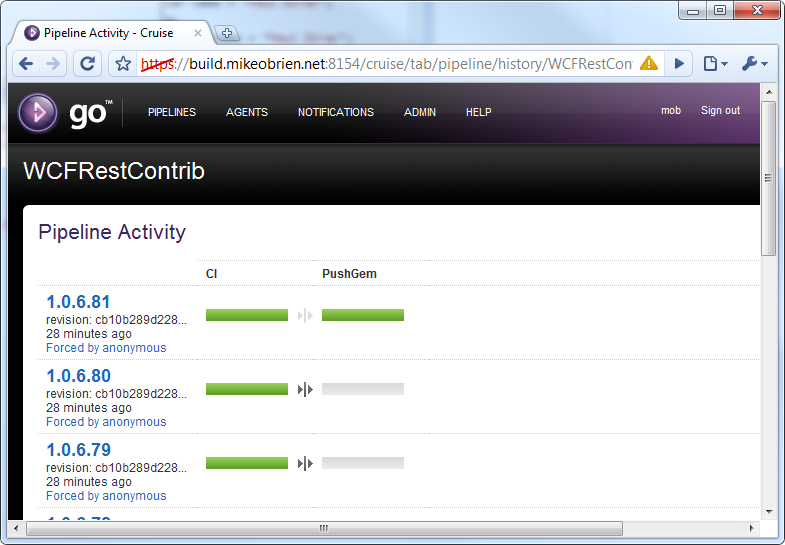 Pipeline Activity - Cruise
https://build.mikeobrien.net:8154/cruise/tab/pipeline/history/WCFRestCon
go™ PIPELINES AGENTS NOTIFICATIONS ADMIN HELP mob Sign out
WCFRestContrib
Pipeline Activity
CI PushGem
1.0.6.81
revision: cb10b289d228...
28 minutes ago
Forced by anonymous
1.0.6.80
revision: cb10b289d228...
28 minutes ago
Forced by anonymous
1.0.6.79
revision: cb10b289d228...
28 minutes ago
Forced by anonymous